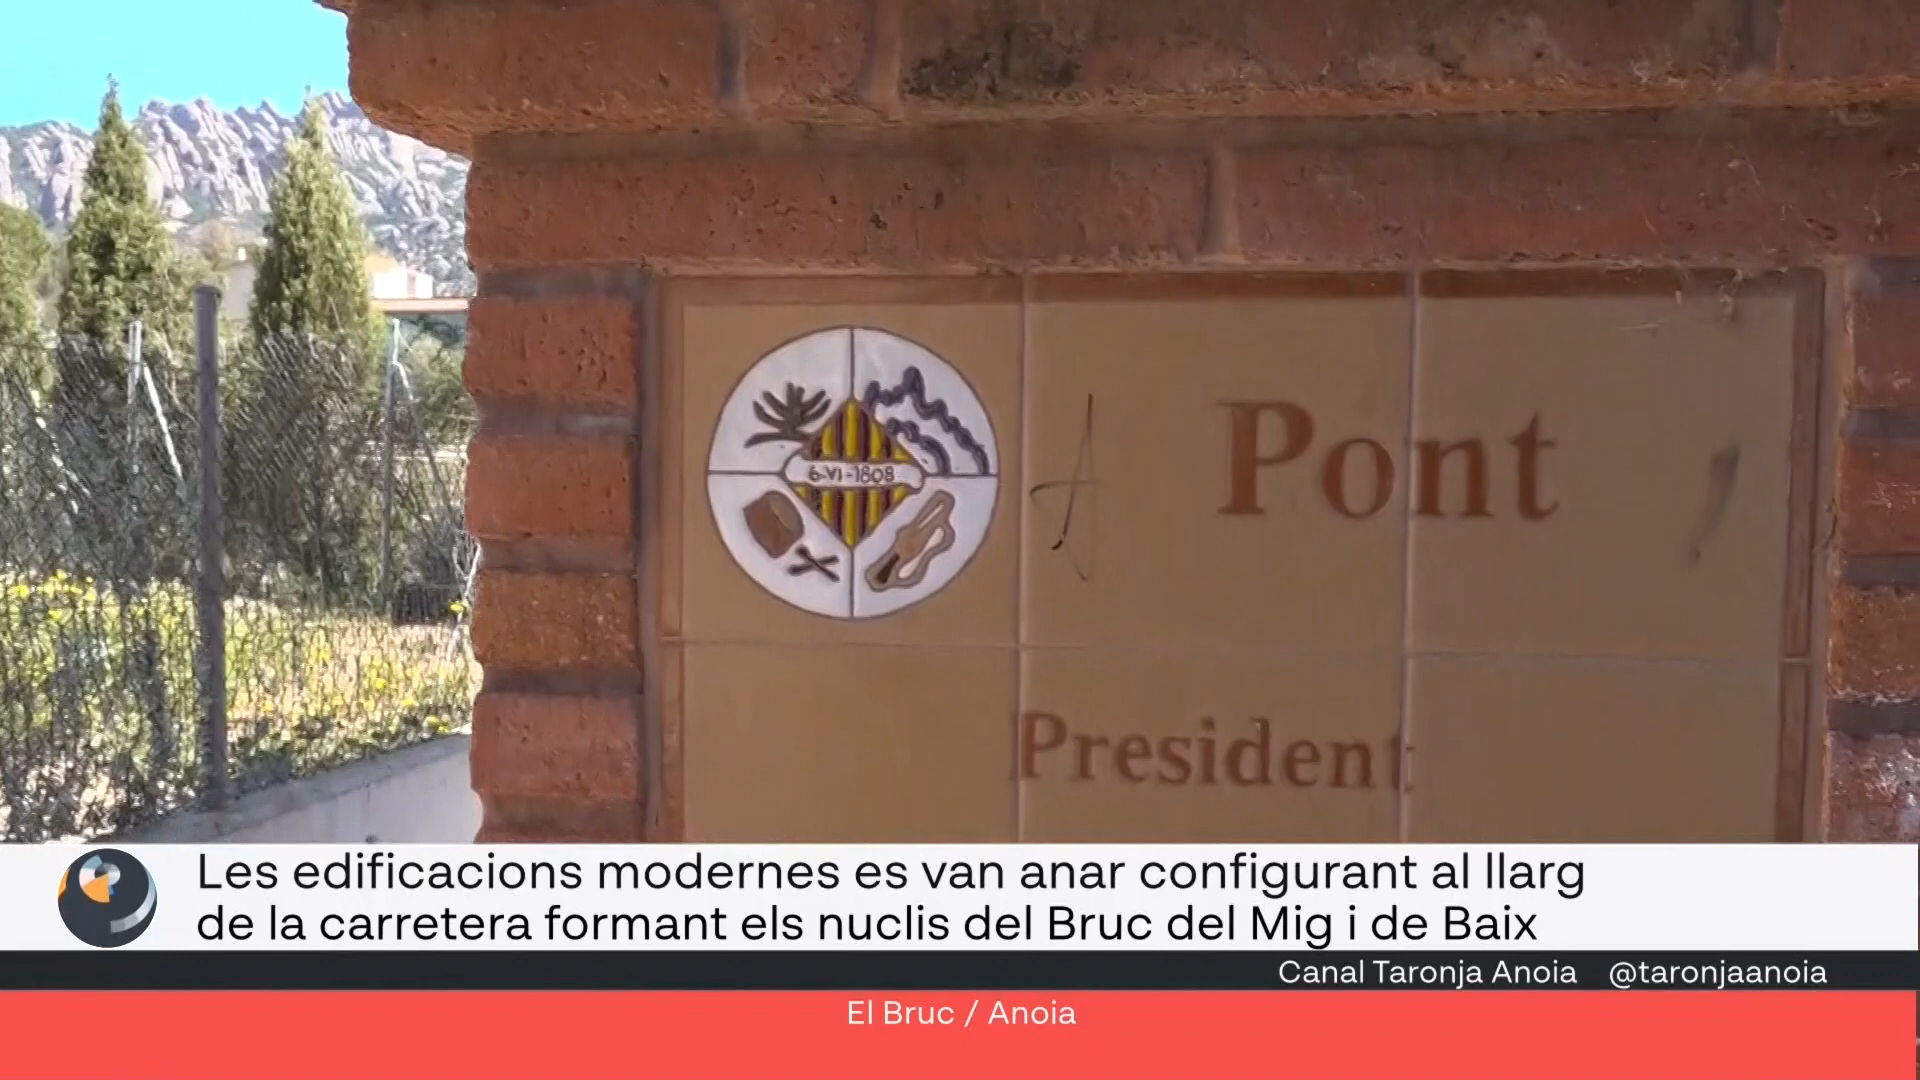 6-VI-1808
Pont
President
Les edificacions modernes es van anar configurant al llarg
de la carretera formant els nuclis del Bruc del Mig i de Baix
Canal Taronja Anoia @taronjaanoia
El Bruc / Anoia